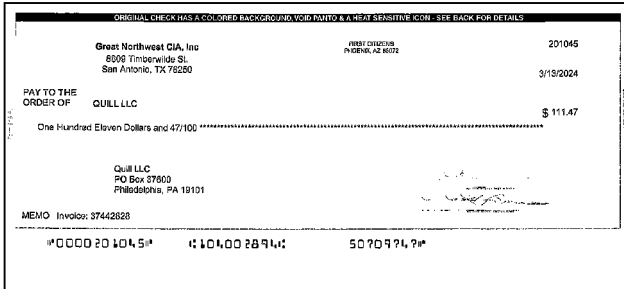 ORIGINAL CHECK HAS A COLORED BACKGROUND, VOID PANTO & A HEAT SENSITIVE ICON - SEE BACK FOR DETAILS
Great Northwest CIA, Inc
8809 Timberwilde St.
San Antonio, TX 78250
FIRST CITIZENS
PHOENIX, AZ 85072
201045
3/13/2024
PAY TO THE
ORDER OF QUILL LLC
$ 111.47
One Hundred Eleven Dollars and 47/100
Quill LLC
PO Box 37600
Philadelphia, PA 19101
MEMO Invoice: 37442828
⑈0000201045⑈ ⑆104002894⑆ 50709747⑈